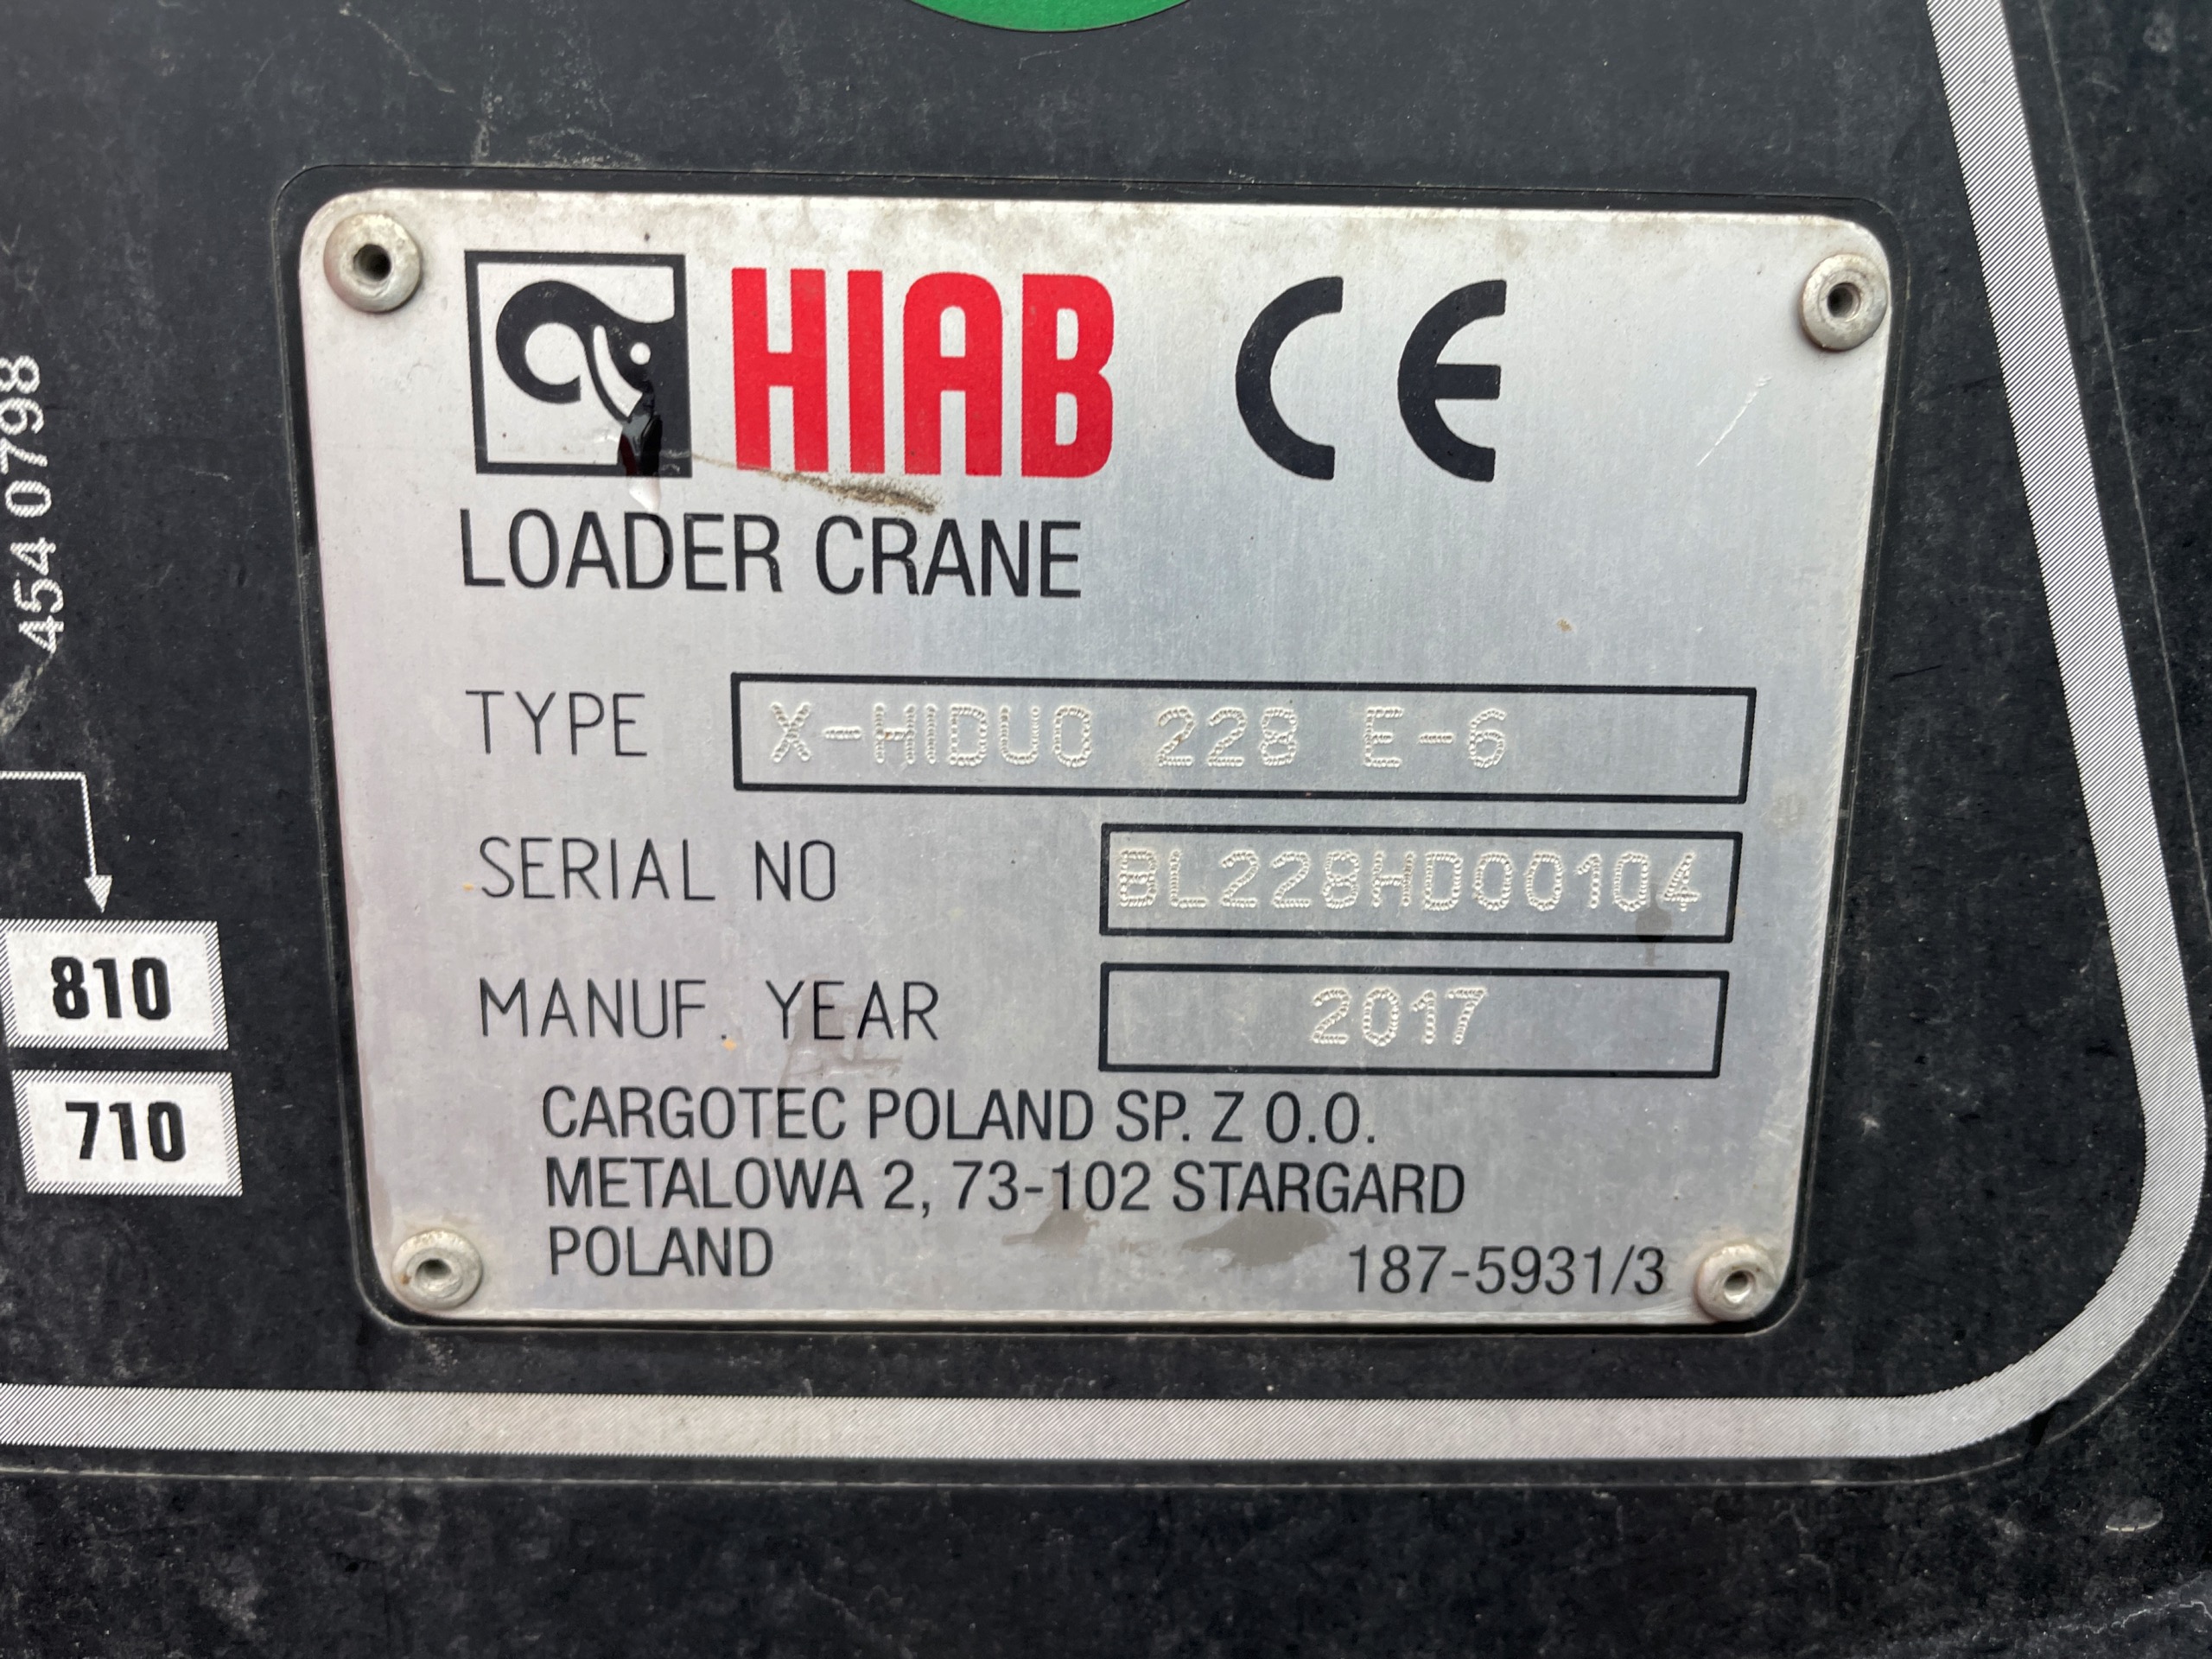 HIAB CE
LOADER CRANE
TYPE X-HIDUO 228 E-6
SERIAL NO BL228HD00104
MANUF. YEAR 2017
CARGOTEC POLAND SP. Z O.O.
METALOWA 2, 73-102 STARGARD
POLAND 187-5931/3
454 0798
810
710